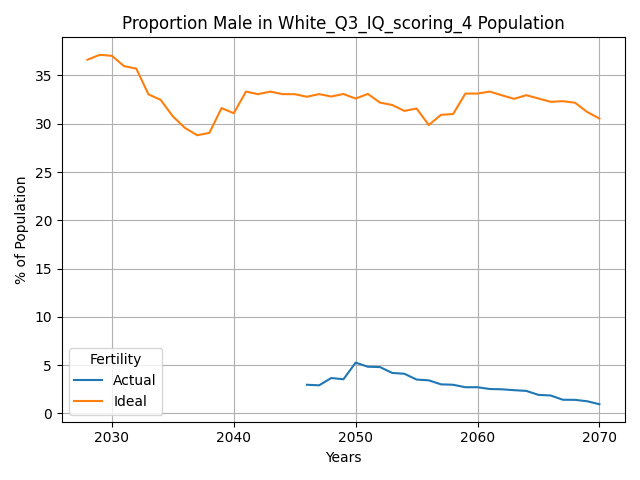 Proportion Male in White_Q3_IQ_scoring_4 Population
% of Population
35
30
25
20
15
10
5
0
Fertility
Actual
Ideal
2030 2040 2050 2060 2070
Years